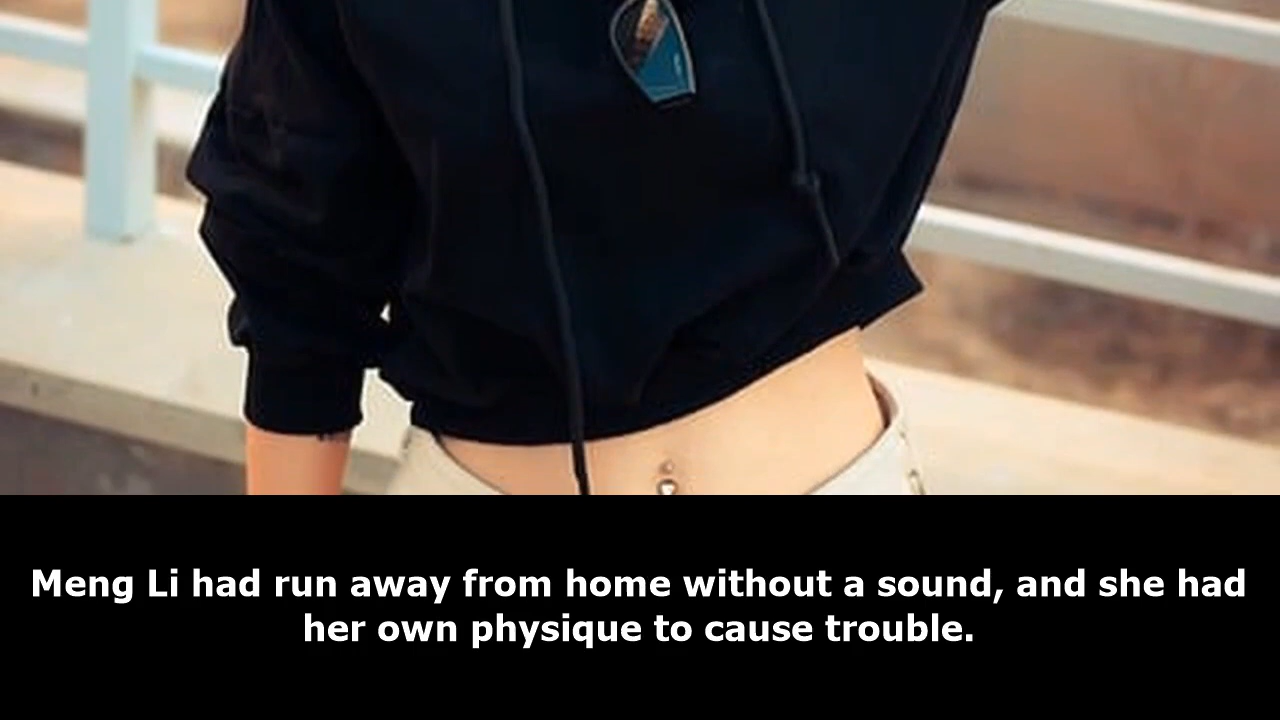 Meng Li had run away from home without a sound, and she had
her own physique to cause trouble.